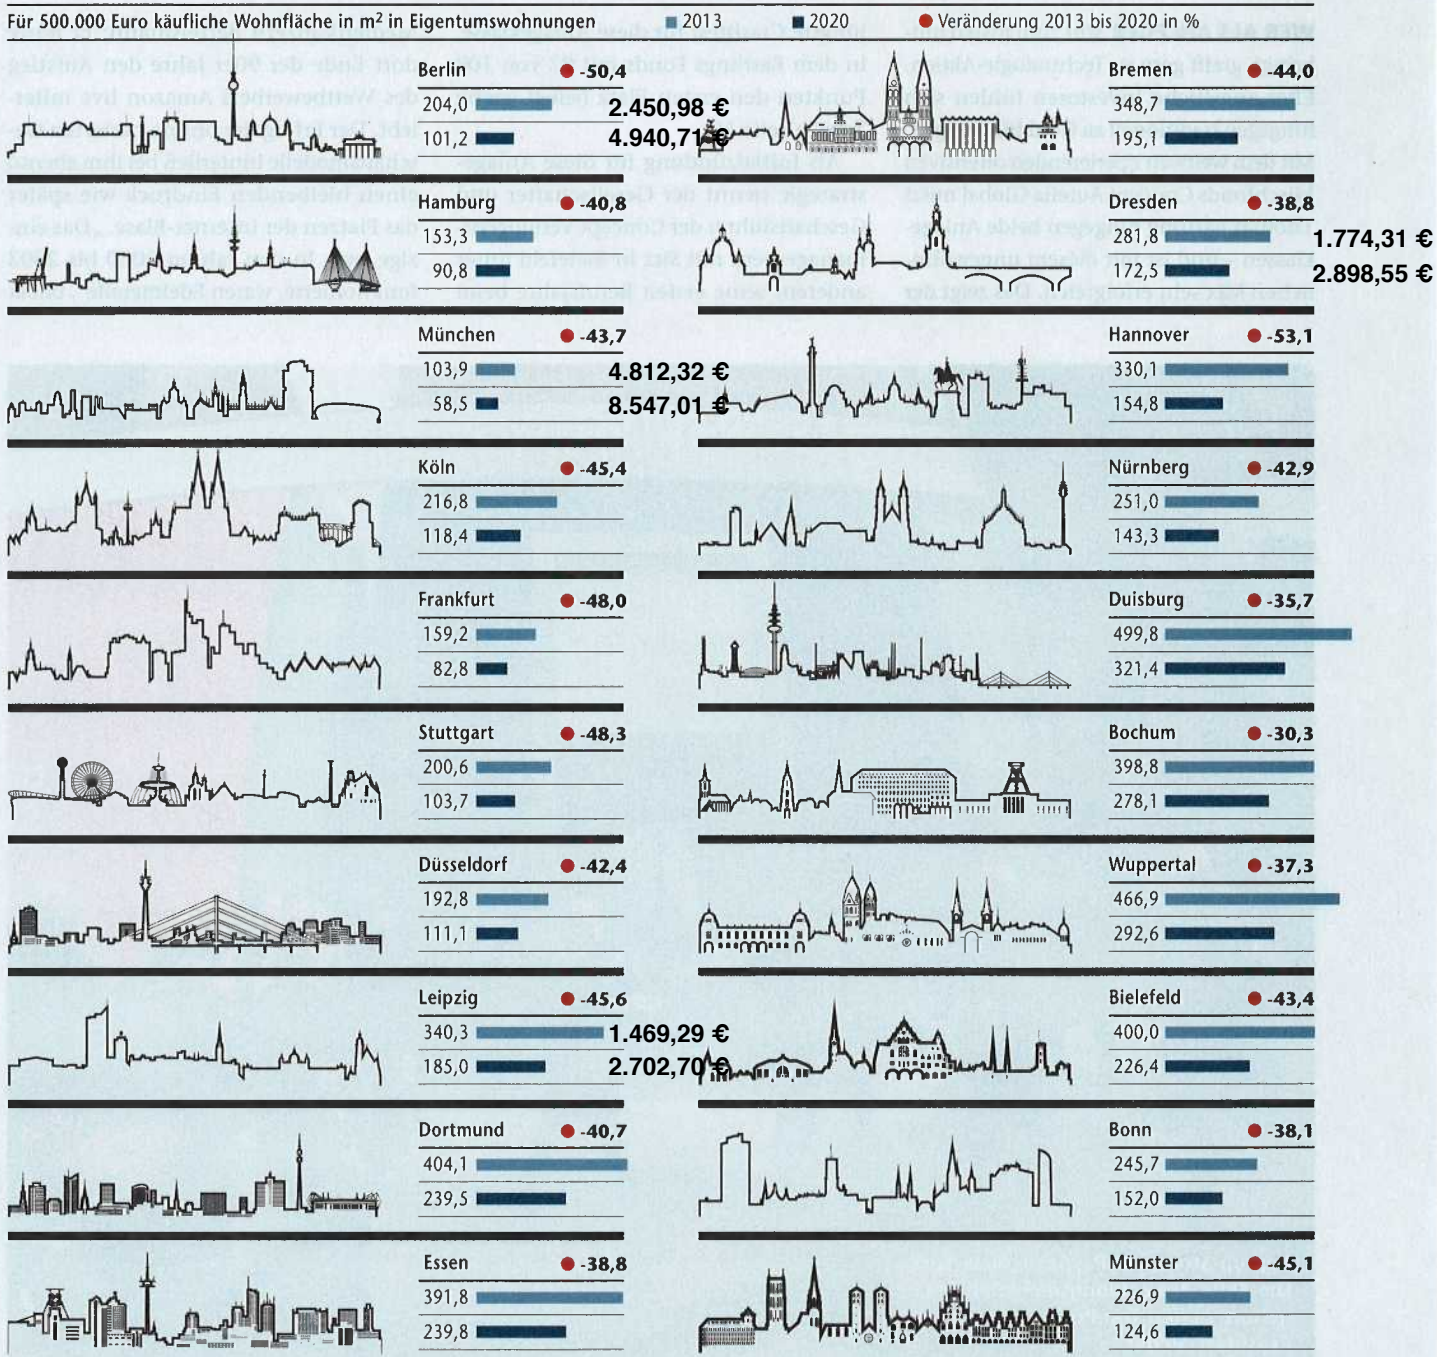 Für 500.000 Euro käufliche Wohnfläche in m² in Eigentumswohnungen 2013 2020 Veränderung 2013 bis 2020 in %
Berlin -50,4
204,0 2.450,98 €
101,2 4.940,71 €
Bremen -44,0
348,7
195,1
Hamburg -40,8
153,3
90,8
Dresden -38,8
281,8 1.774,31 €
172,5 2.898,55 €
München -43,7
103,9 4.812,32 €
58,5 8.547,01 €
Hannover -53,1
330,1
154,8
Köln -45,4
216,8
118,4
Nürnberg -42,9
251,0
143,3
Frankfurt -48,0
159,2
82,8
Duisburg -35,7
499,8
321,4
Stuttgart -48,3
200,6
103,7
Bochum -30,3
398,8
278,1
Düsseldorf -42,4
192,8
111,1
Wuppertal -37,3
466,9
292,6
Leipzig -45,6
340,3 1.469,29 €
185,0 2.702,70 €
Bielefeld -43,4
400,0
226,4
Dortmund -40,7
404,1
239,5
Bonn -38,1
245,7
152,0
Essen -38,8
391,8
239,8
Münster -45,1
226,9
124,6